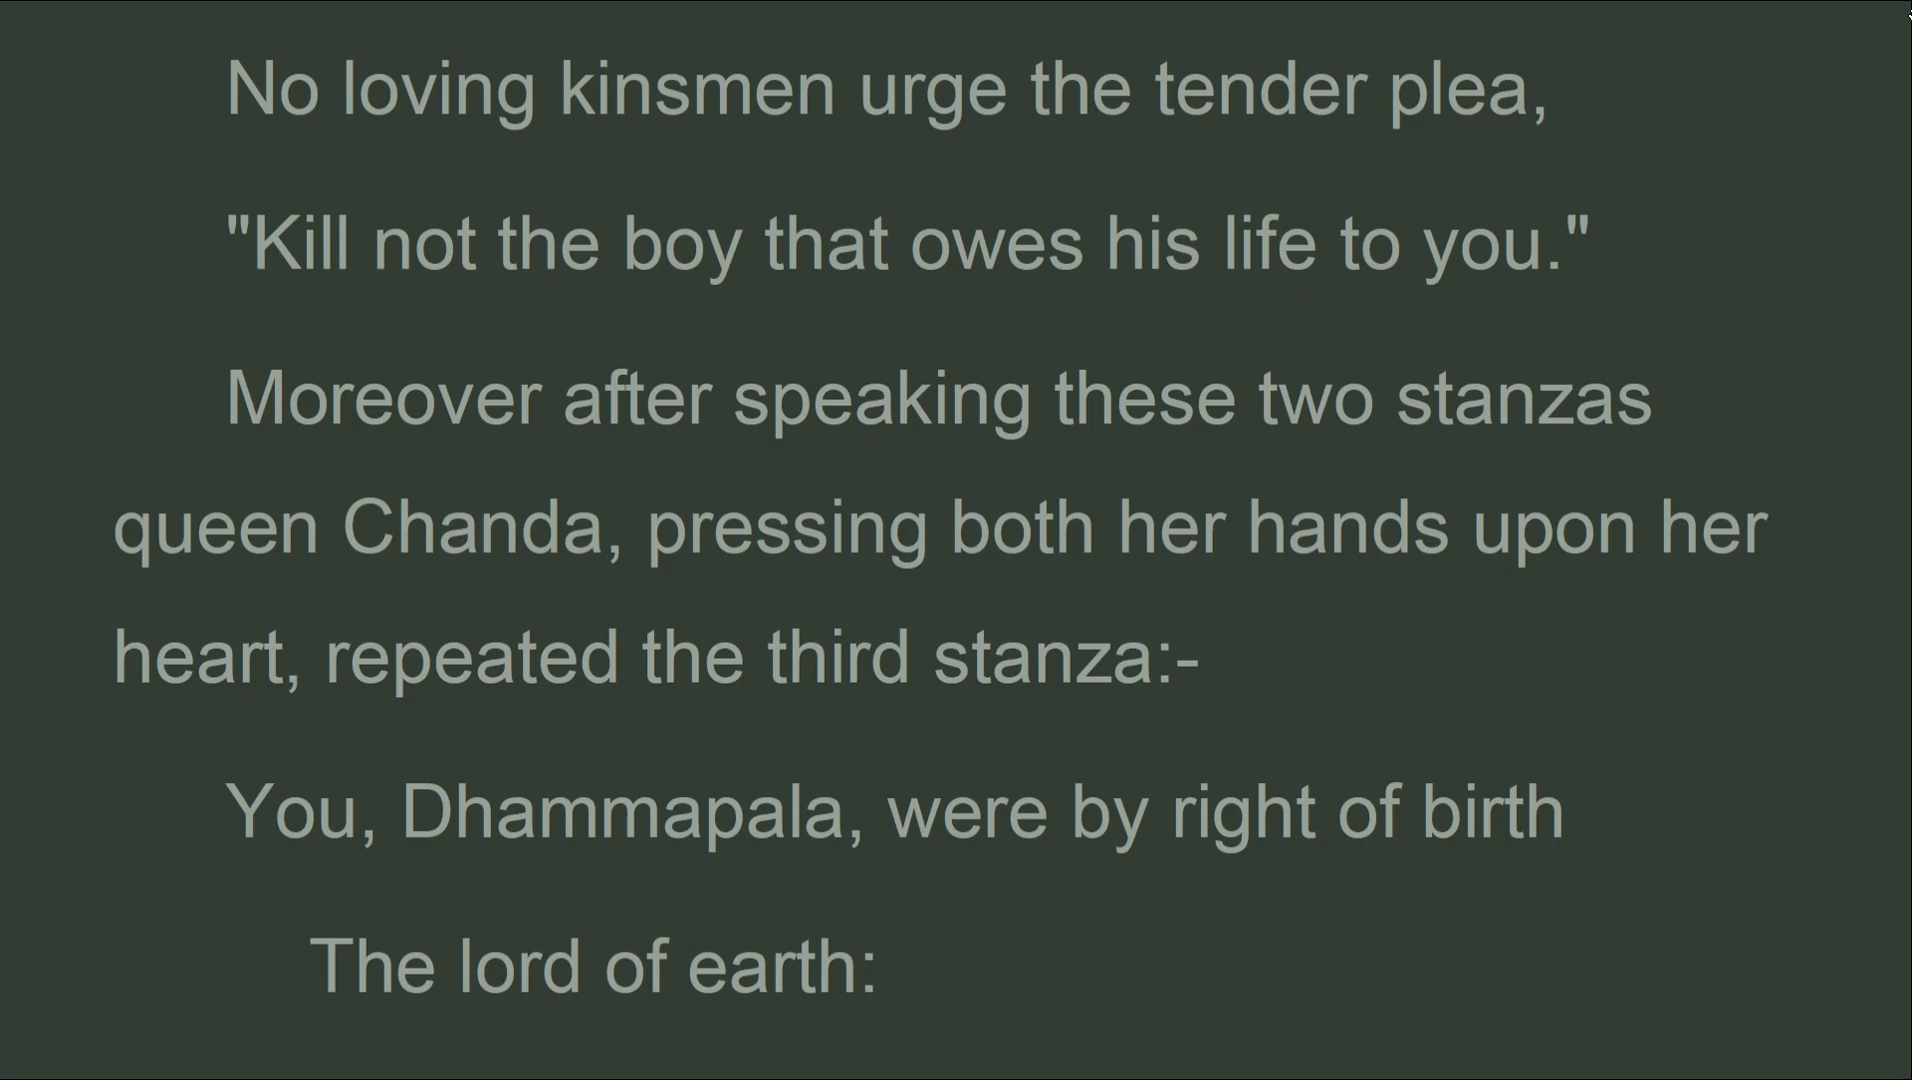 No loving kinsmen urge the tender plea,
"Kill not the boy that owes his life to you."
Moreover after speaking these two stanzas
queen Chanda, pressing both her hands upon her
heart, repeated the third stanza:-
You, Dhammapala, were by right of birth
The lord of earth: